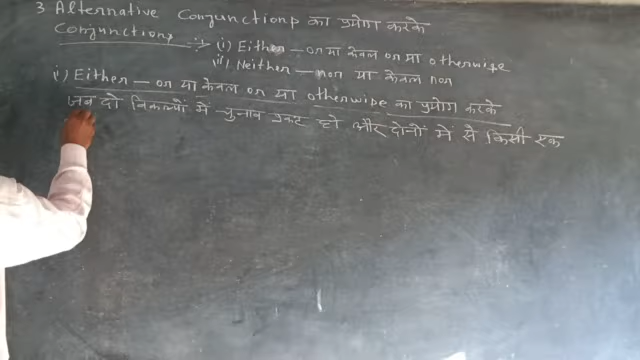 3 Alternative Conjunctions का प्रयोग करके
Conjunctions :→ (i) Either — or या केवल or या otherwise
(ii) Neither — nor या केवल nor
(i) Either — or या केवल or या otherwise का प्रयोग करके
जब दो विकल्पों में चुनाव प्रकट हो और दोनों में से किसी एक